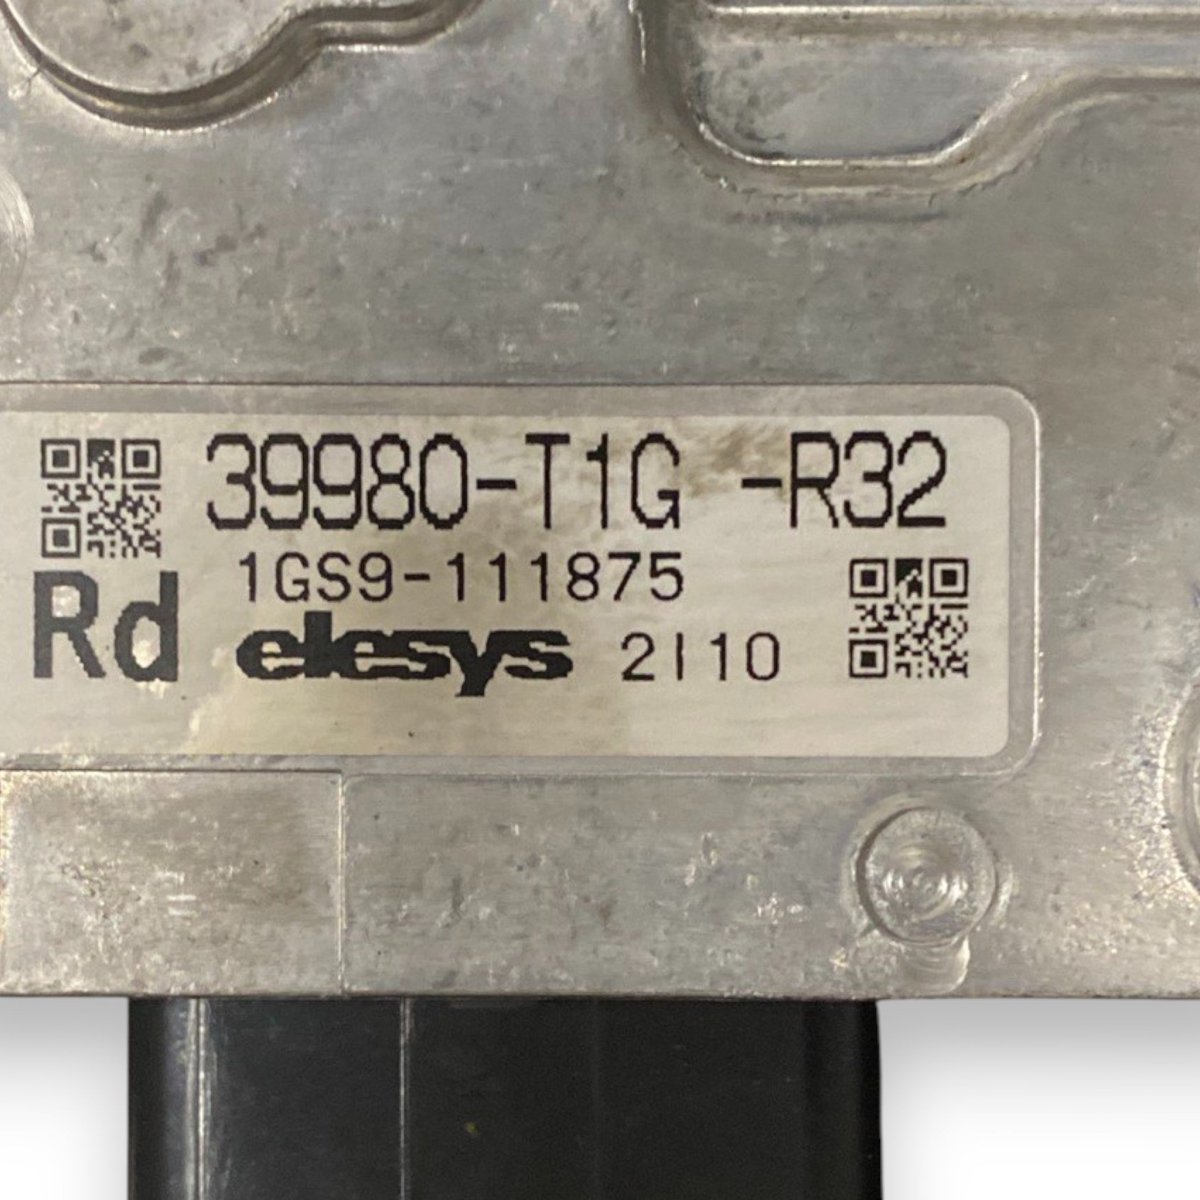 39980-T1G -R32
1GS9-111875
Rd elesys 2I10